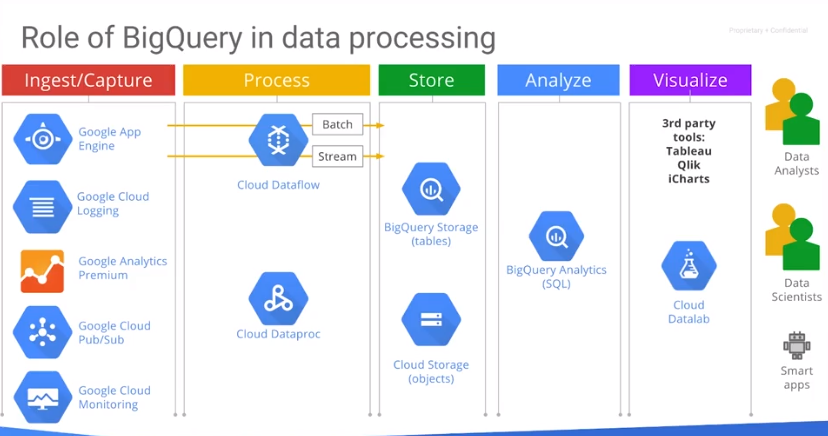 Role of BigQuery in data processing
Proprietary + Confidential
Ingest/Capture
Process
Store
Analyze
Visualize
Google App
Engine
Google Cloud
Logging
Google Analytics
Premium
Google Cloud
Pub/Sub
Google Cloud
Monitoring
Batch
Stream
Cloud Dataflow
Cloud Dataproc
BigQuery Storage
(tables)
Cloud Storage
(objects)
BigQuery Analytics
(SQL)
3rd party
tools:
Tableau
Qlik
iCharts
Cloud
Datalab
Data
Analysts
Data
Scientists
Smart
apps